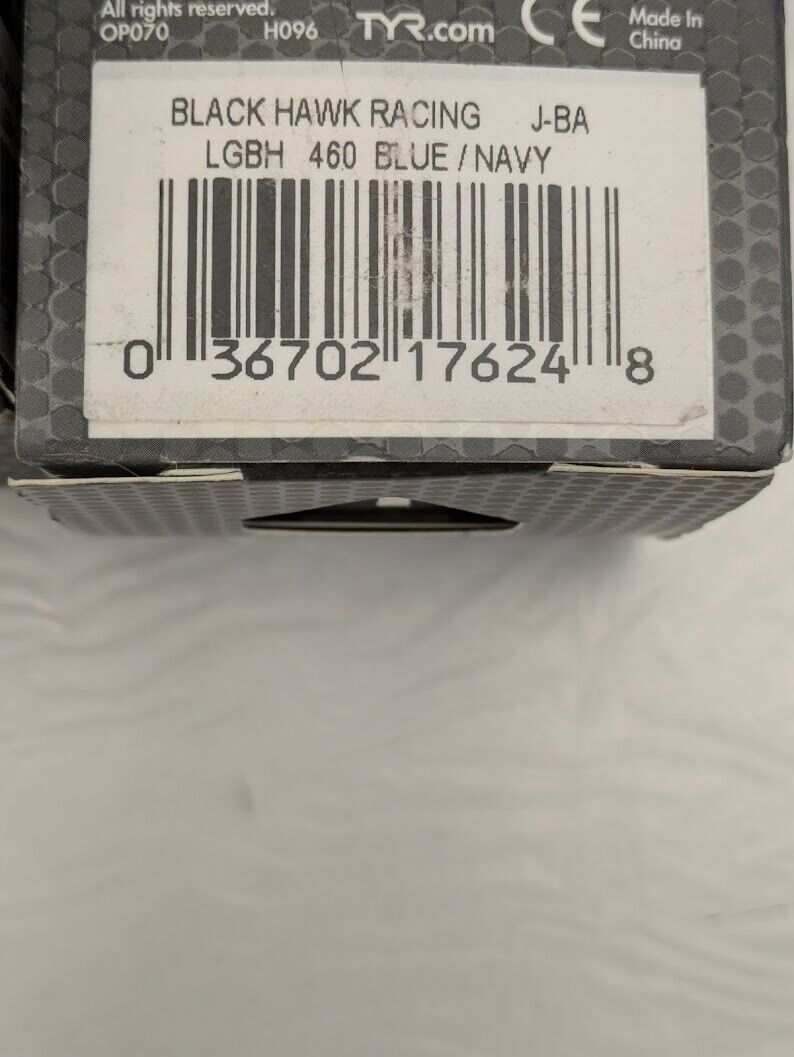 All rights reserved.
OP070 H096 TYR.com CE Made In
China
BLACK HAWK RACING J-BA
LGBH 460 BLUE / NAVY
0 36702 17624 8